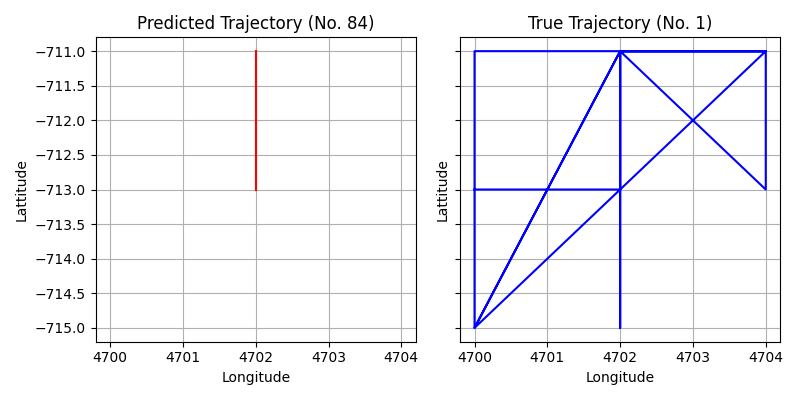 Predicted Trajectory (No. 84)
−711.0
−711.5
−712.0
−712.5
−713.0
−713.5
−714.0
−714.5
−715.0
Lattitude
4700 4701 4702 4703 4704
Longitude
True Trajectory (No. 1)
Lattitude
4700 4701 4702 4703 4704
Longitude